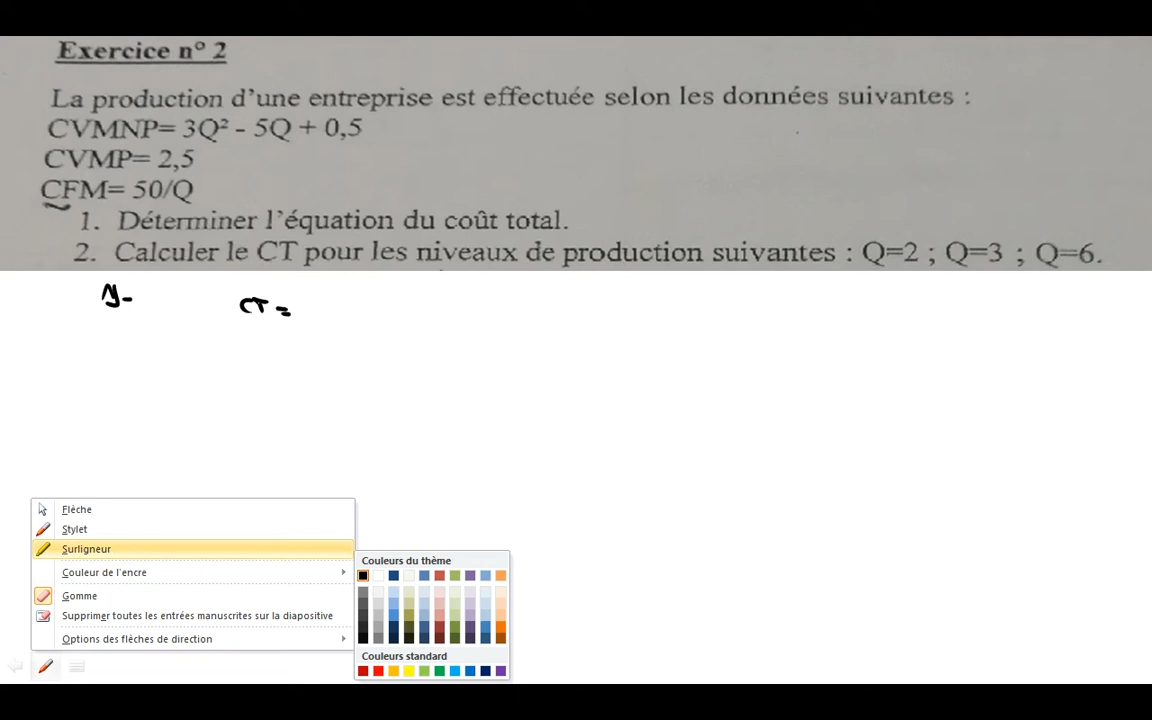 Exercice n° 2
La production d'une entreprise est effectuée selon les données suivantes :
CVMNP= 3Q² - 5Q + 0,5
CVMP= 2,5
CFM= 50/Q
1. Déterminer l'équation du coût total.
2. Calculer le CT pour les niveaux de production suivantes : Q=2 ; Q=3 ; Q=6.
CT =
Flèche
Stylet
Surligneur
Couleur de l'encre
Gomme
Supprimer toutes les entrées manuscrites sur la diapositive
Options des flèches de direction
Couleurs du thème
Couleurs standard